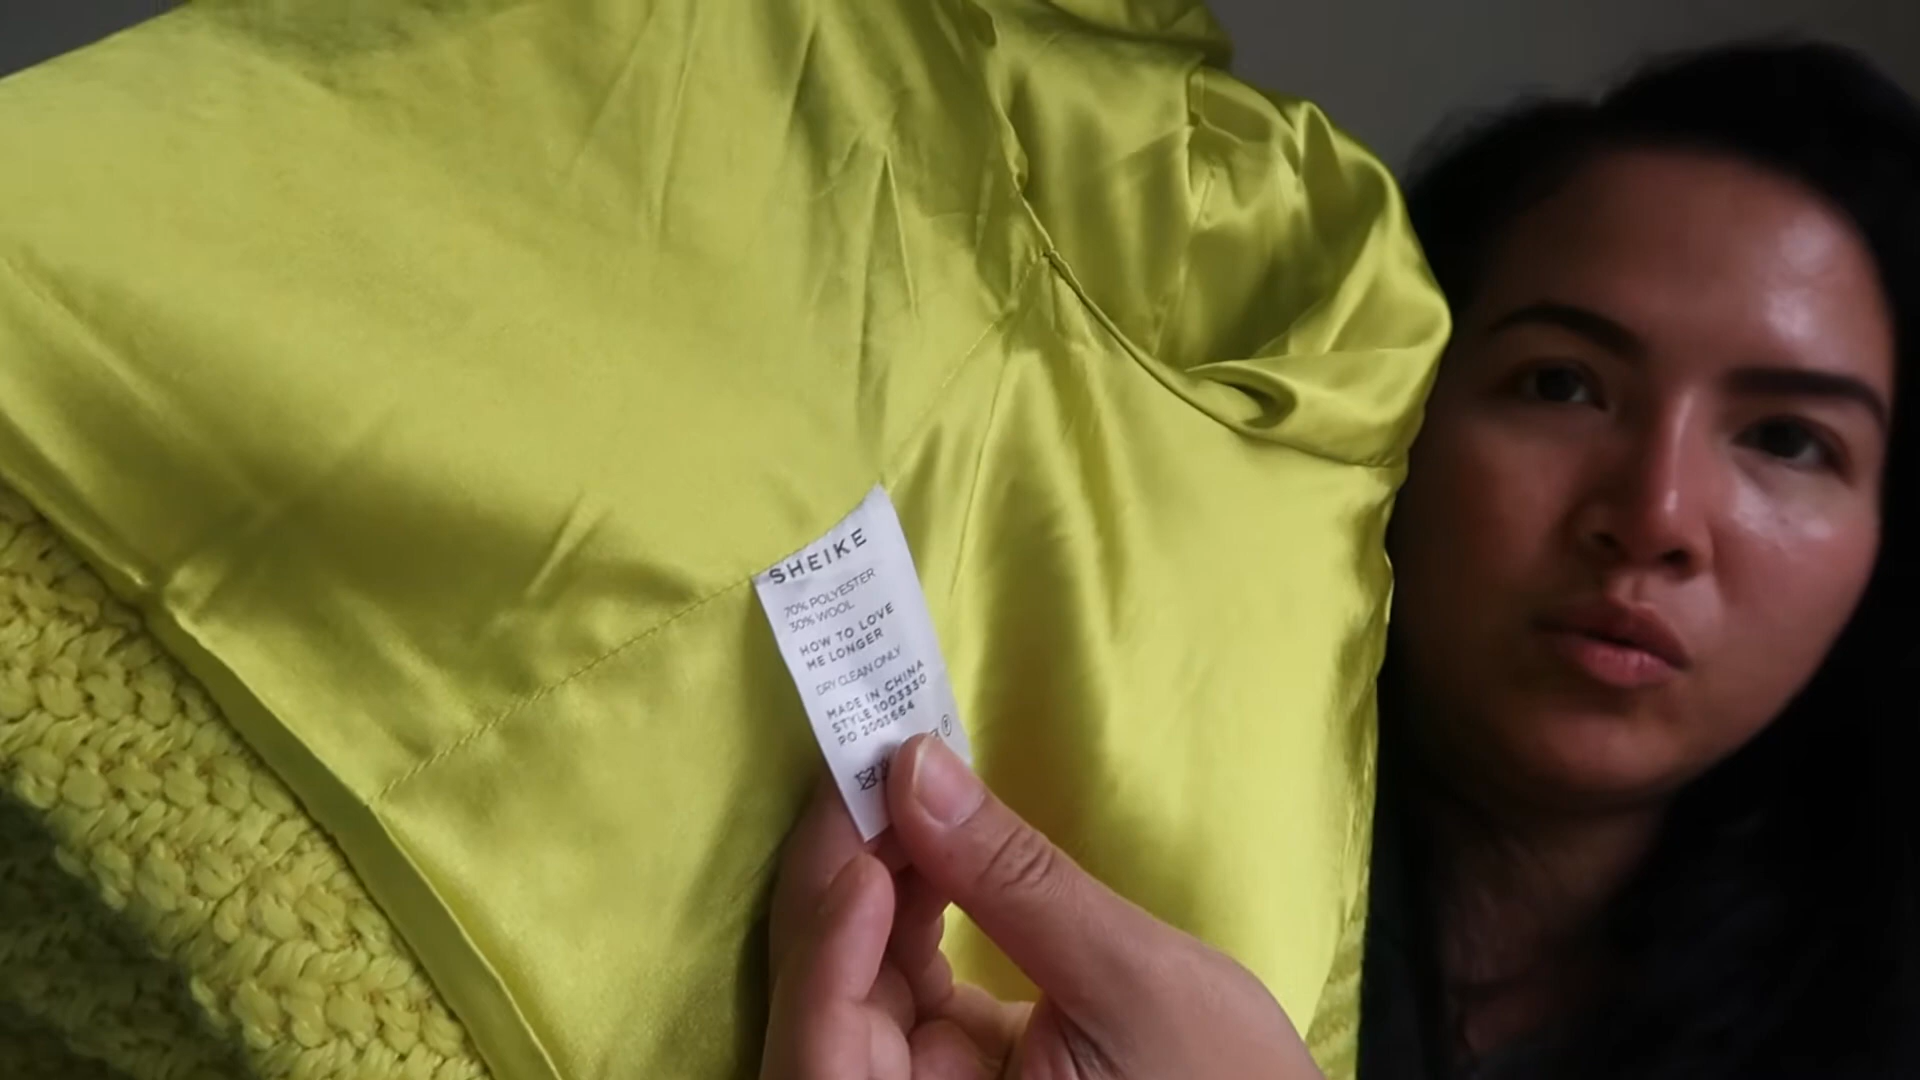 SHEIKE
70% POLYESTER
30% WOOL
HOW TO LOVE
ME LONGER
DRY CLEAN ONLY
MADE IN CHINA
STYLE 1003330
PO 2003664
P